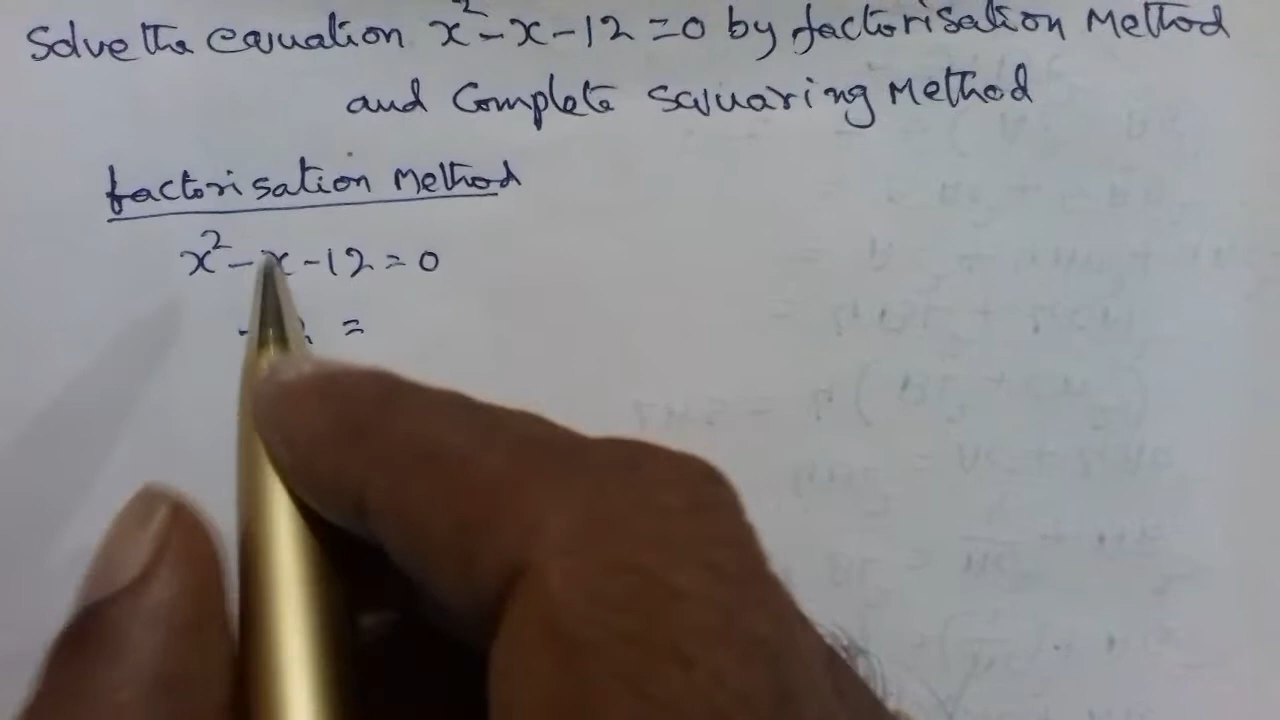 Solve the equation x² - x - 12 = 0 by factorisation Method
and Complete Squaring Method
factorisation Method
x² - x - 12 = 0
=